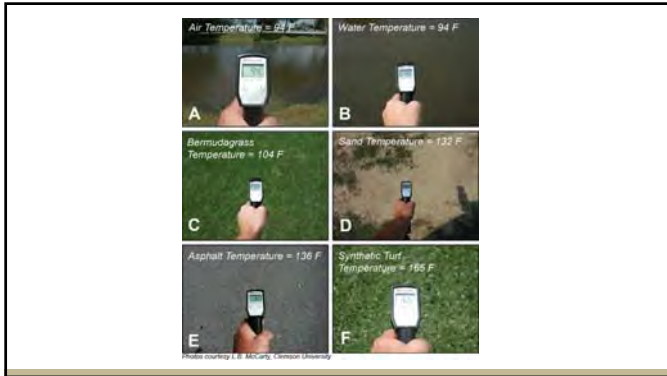 Air Temperature = 94 F
Water Temperature = 94 F
A
B
Bermudagrass
Temperature = 104 F
Sand Temperature = 132 F
C
D
Asphalt Temperature = 136 F
Synthetic Turf
Temperature = 165 F
E
F
Photos courtesy L.B. McCarty, Clemson University